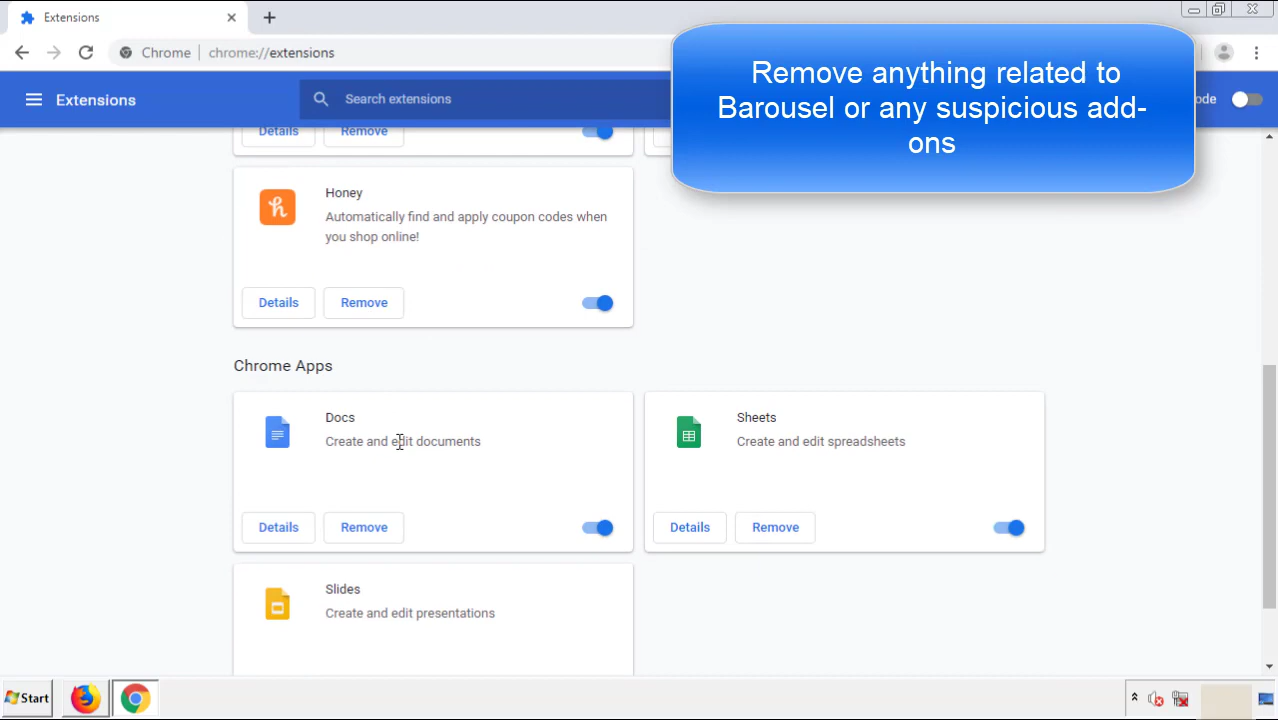 Extensions
Chrome
chrome://extensions
Extensions
Search extensions
ode
Remove anything related to
Barousel or any suspicious add-
ons
Details
Remove
Honey
Automatically find and apply coupon codes when
you shop online!
Details
Remove
Chrome Apps
Docs
Create and edit documents
Details
Remove
Sheets
Create and edit spreadsheets
Details
Remove
Slides
Create and edit presentations
Start